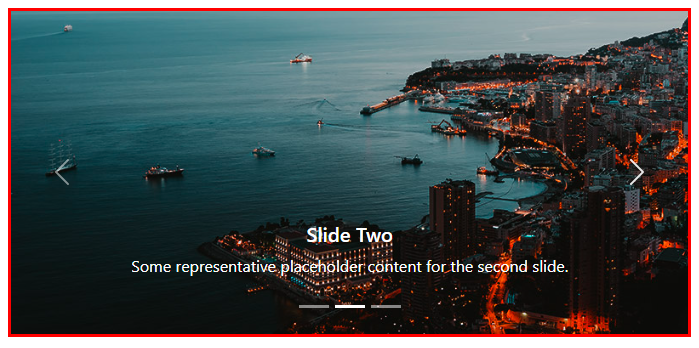 Slide Two
Some representative placeholder content for the second slide.